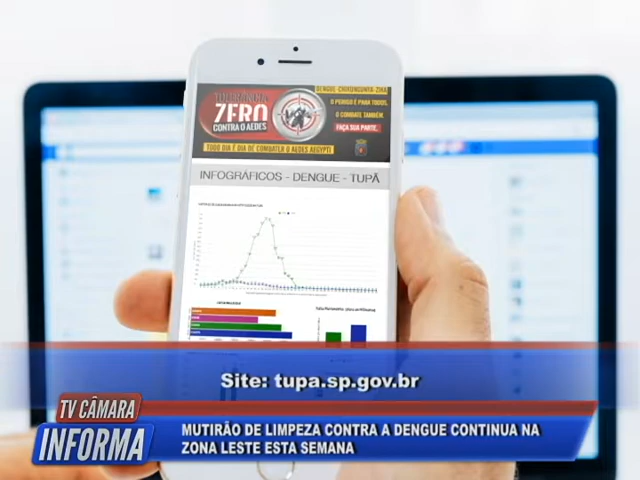 TOLERÂNCIA
ZERO
CONTRA O AEDES
DENGUE-CHIKUNGUNYA-ZIKA
O PERIGO É PARA TODOS.
O COMBATE TAMBÉM.
FAÇA SUA PARTE.
TODO DIA É DIA DE COMBATER O AEDES AEGYPTI
INFOGRÁFICOS - DENGUE - TUPÃ
Site: tupa.sp.gov.br
TV CÂMARA
INFORMA
MUTIRÃO DE LIMPEZA CONTRA A DENGUE CONTINUA NA
ZONA LESTE ESTA SEMANA